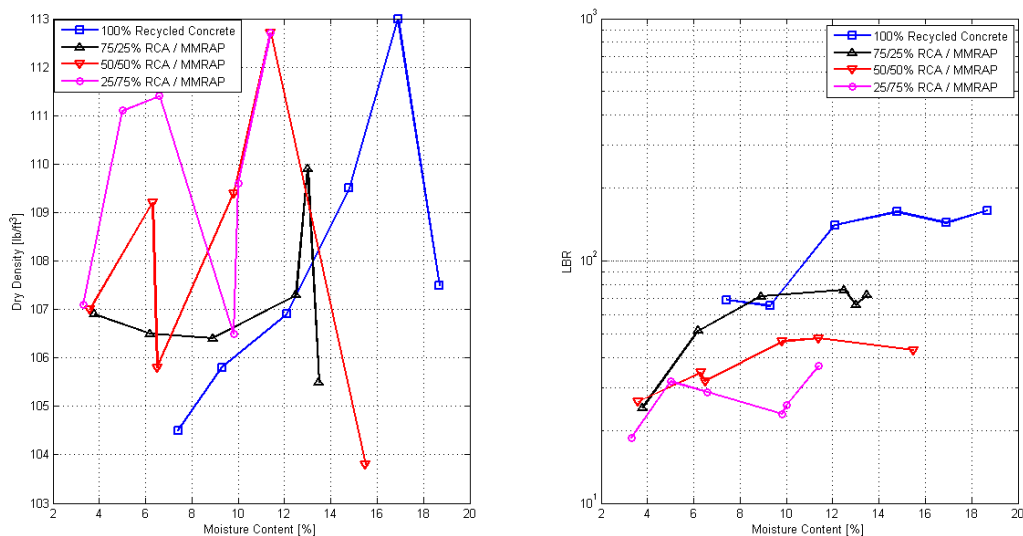 113
112
111
110
109
108
107
106
105
104
103
Dry Density [lb/ft³]
100% Recycled Concrete
75/25% RCA / MMRAP
50/50% RCA / MMRAP
25/75% RCA / MMRAP
2 4 6 8 10 12 14 16 18 20
Moisture Content [%]
10³
10²
10¹
LBR
100% Recycled Concrete
75/25% RCA / MMRAP
50/50% RCA / MMRAP
25/75% RCA / MMRAP
2 4 6 8 10 12 14 16 18 20
Moisture Content [%]